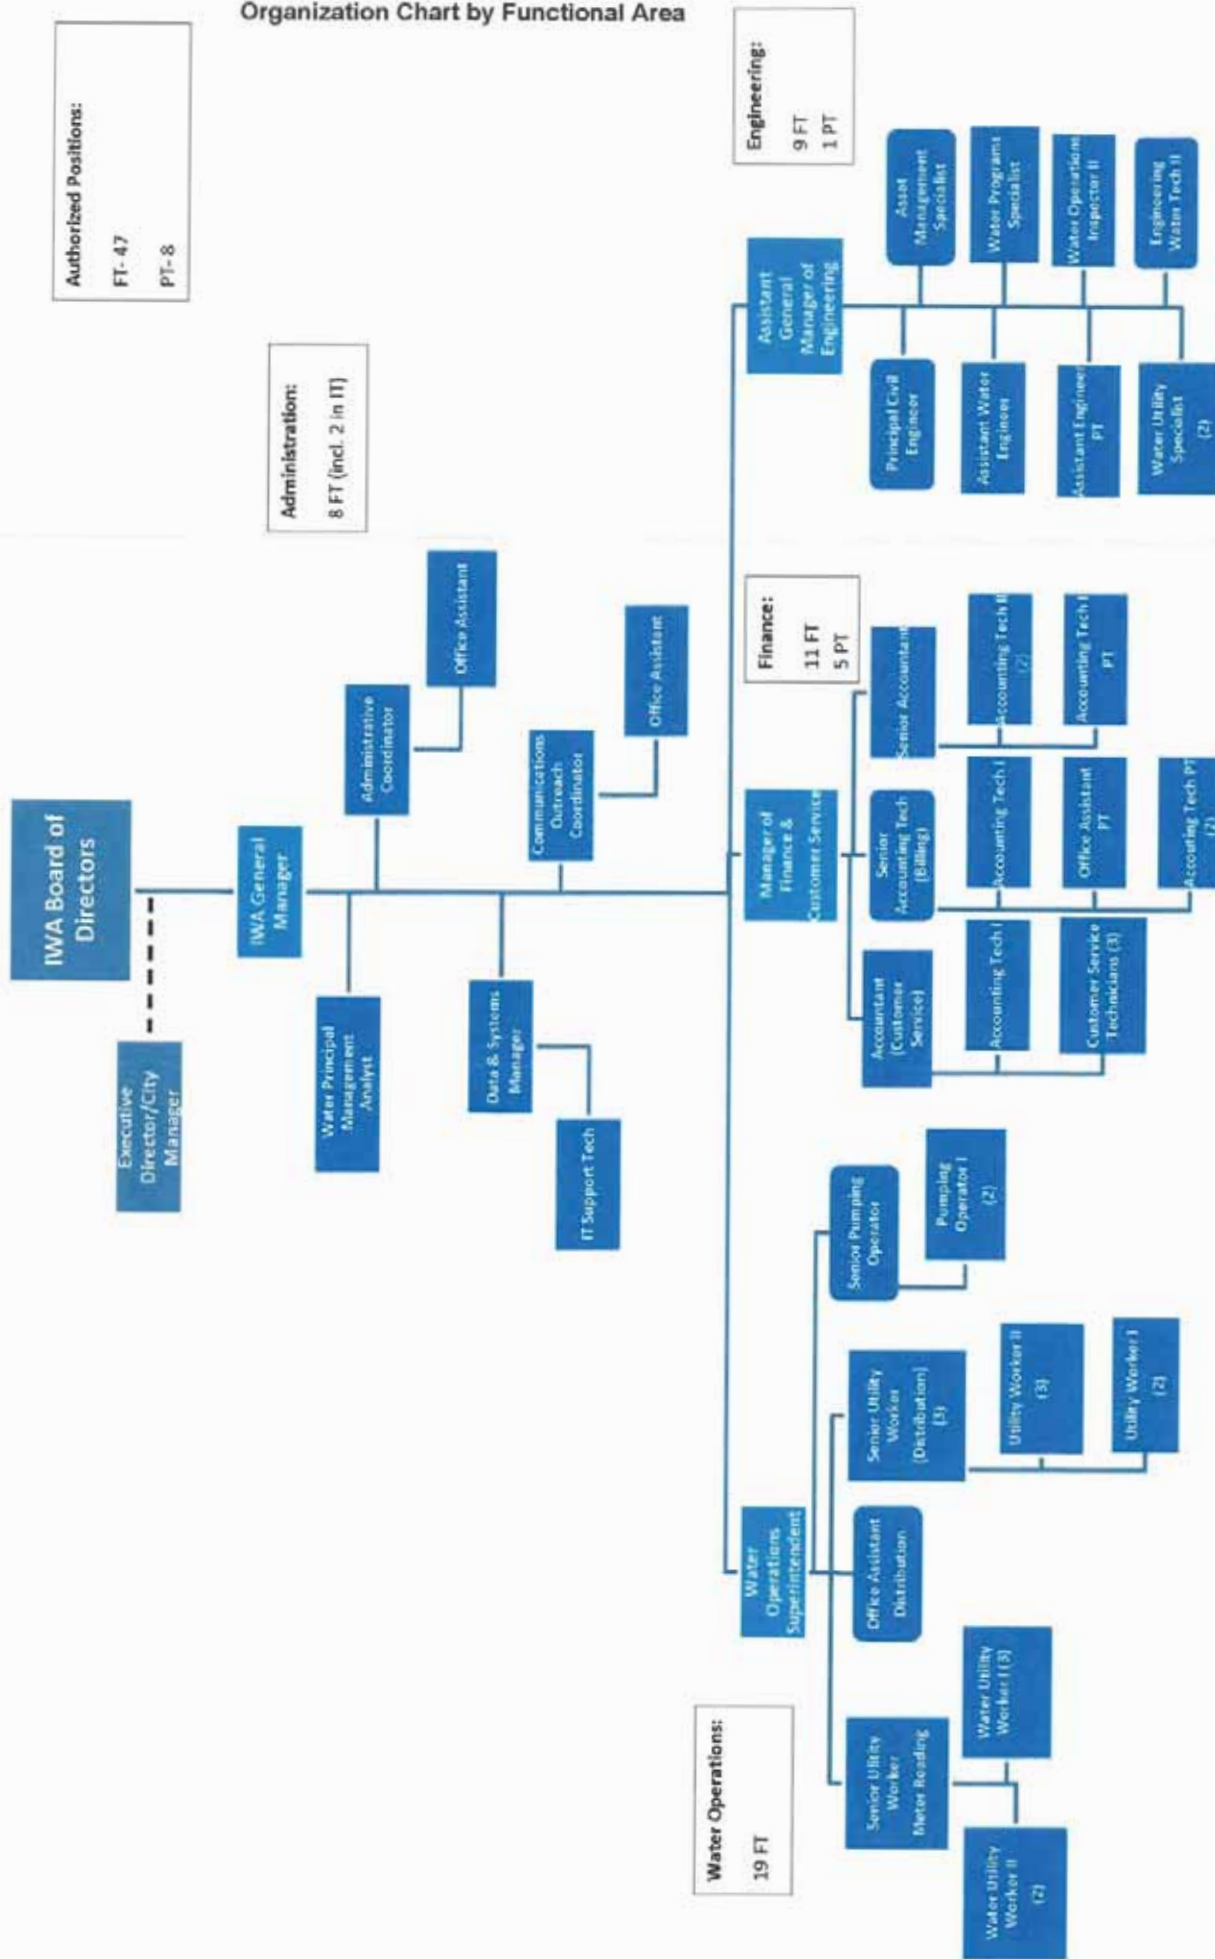 Organization Chart by Functional Area
Authorized Positions:
FT- 47
PT- 8
IWA Board of
Directors
Executive
Director/City
Manager
IWA General
Manager
Administration:
8 FT (incl. 2 in IT)
Water Principal
Management
Analyst
Administrative
Coordinator
Office Assistant
Data & Systems
Manager
IT Support Tech
Communications
Outreach
Coordinator
Office Assistant
Water Operations:
19 FT
Water
Operations
Superintendent
Senior Utility
Worker
Meter Reading
Water Utility
Worker II
(2)
Water Utility
Worker I (3)
Office Assistant
Distribution
Senior Utility
Worker
(Distribution)
(3)
Utility Worker II
(3)
Utility Worker I
(2)
Senior Pumping
Operator
Pumping
Operator I
(2)
Finance:
11 FT
5 PT
Manager of
Finance &
Customer Service
Accountant
(Customer
Service)
Accounting Tech I
Customer Service
Technicians (3)
Senior
Accounting Tech
(Billing)
Accounting Tech I
Office Assistant
PT
Accouting Tech PT
(2)
Senior Accountant
Accounting Tech II
(2)
Accounting Tech I
PT
Engineering:
9 FT
1 PT
Assistant
General
Manager of
Engineering
Principal Civil
Engineer
Asset
Management
Specialist
Assistant Water
Engineer
Water Programs
Specialist
Assistant Engineer
PT
Water Operations
Inspector II
Water Utility
Specialist
(2)
Engineering
Water Tech II